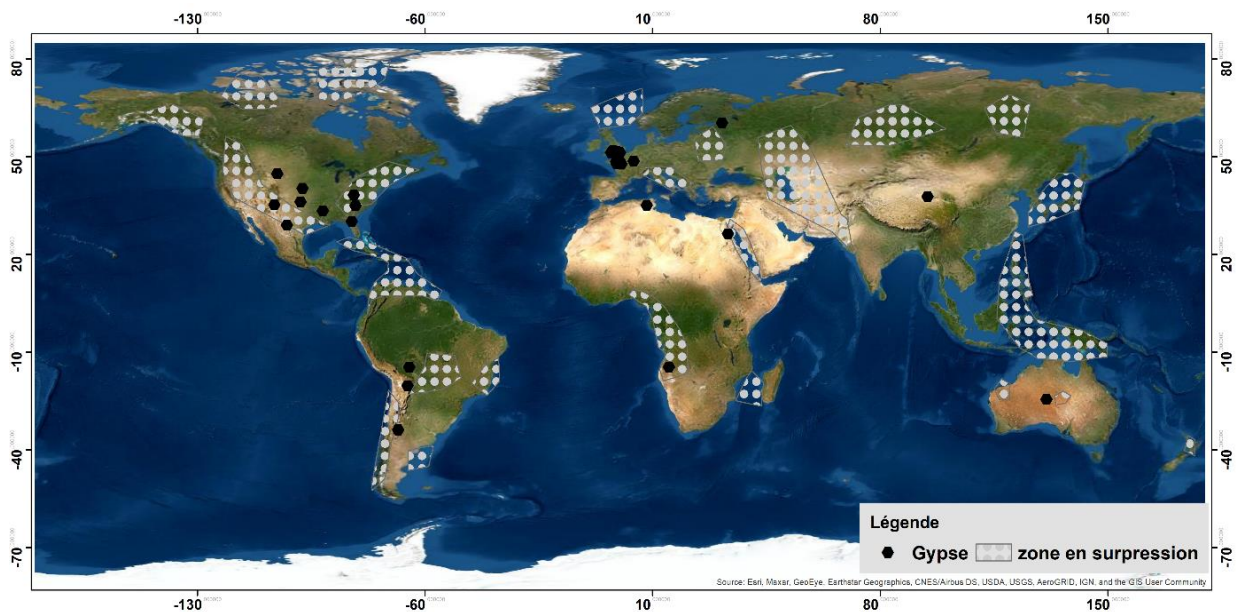 -130 -60 10 80 150
80 80
50 50
20 20
-10 -10
-40 -40
-70 -70
Légende
Gypse zone en surpression
Source: Esri, Maxar, GeoEye, Earthstar Geographics, CNES/Airbus DS, USDA, USGS, AeroGRID, IGN, and the GIS User Community
-130 -60 10 80 150